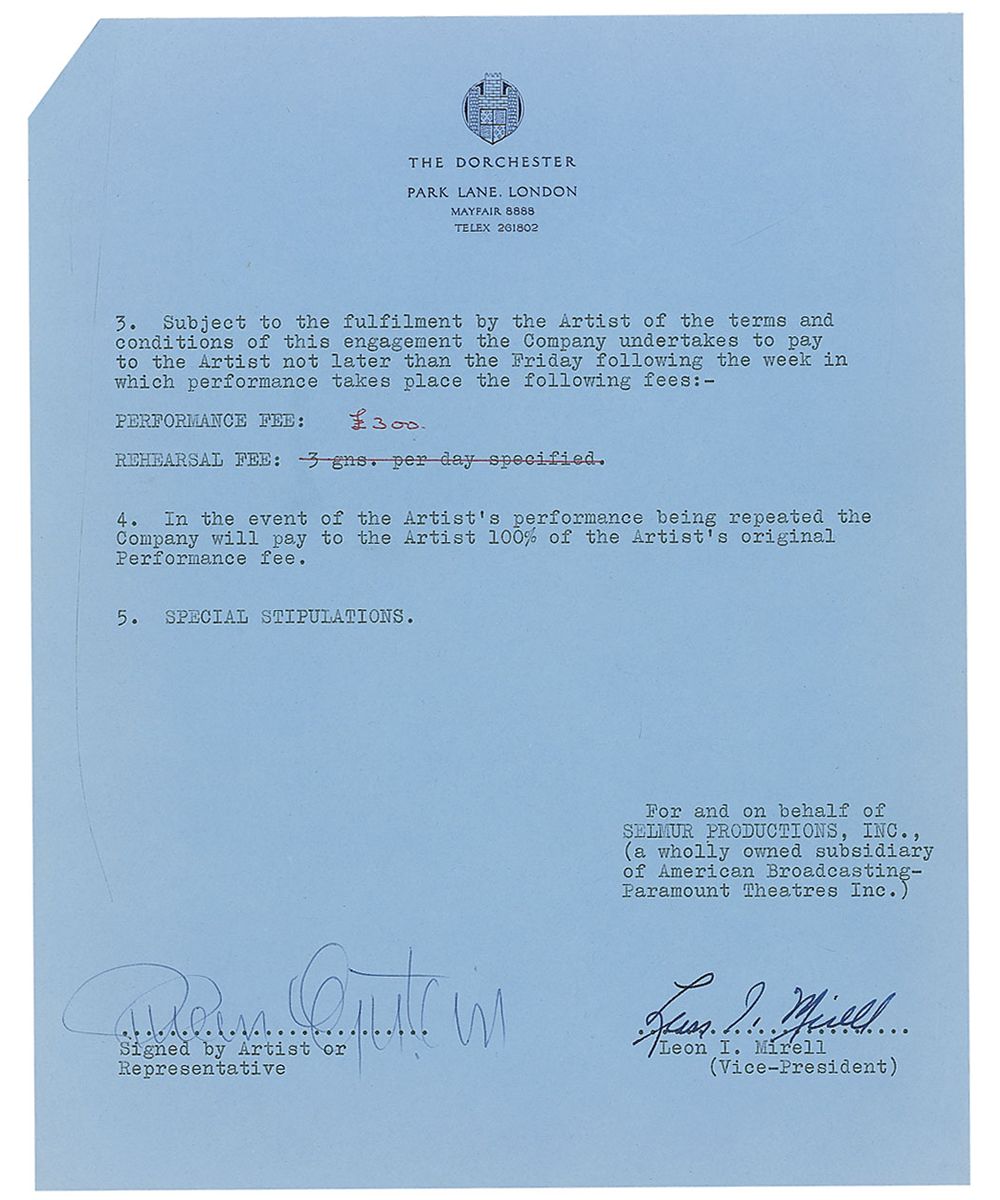 THE DORCHESTER
PARK LANE, LONDON
MAYFAIR 8888
TELEX 261802
3.  Subject to the fulfilment by the Artist of the terms and
conditions of this engagement the Company undertakes to pay
to the Artist not later than the Friday following the week in
which performance takes place the following fees:-
PERFORMANCE FEE:  £300.
REHEARSAL FEE:  3 gns. per day specified.
4.  In the event of the Artist's performance being repeated the
Company will pay to the Artist 100% of the Artist's original
Performance fee.
5.  SPECIAL STIPULATIONS.
For and on behalf of
SELMUR PRODUCTIONS, INC.,
(a wholly owned subsidiary
of American Broadcasting-
Paramount Theatres Inc.)
Brian Epstein
Signed by Artist or
Representative
Leon I. Mirell
Leon I. Mirell
(Vice-President)